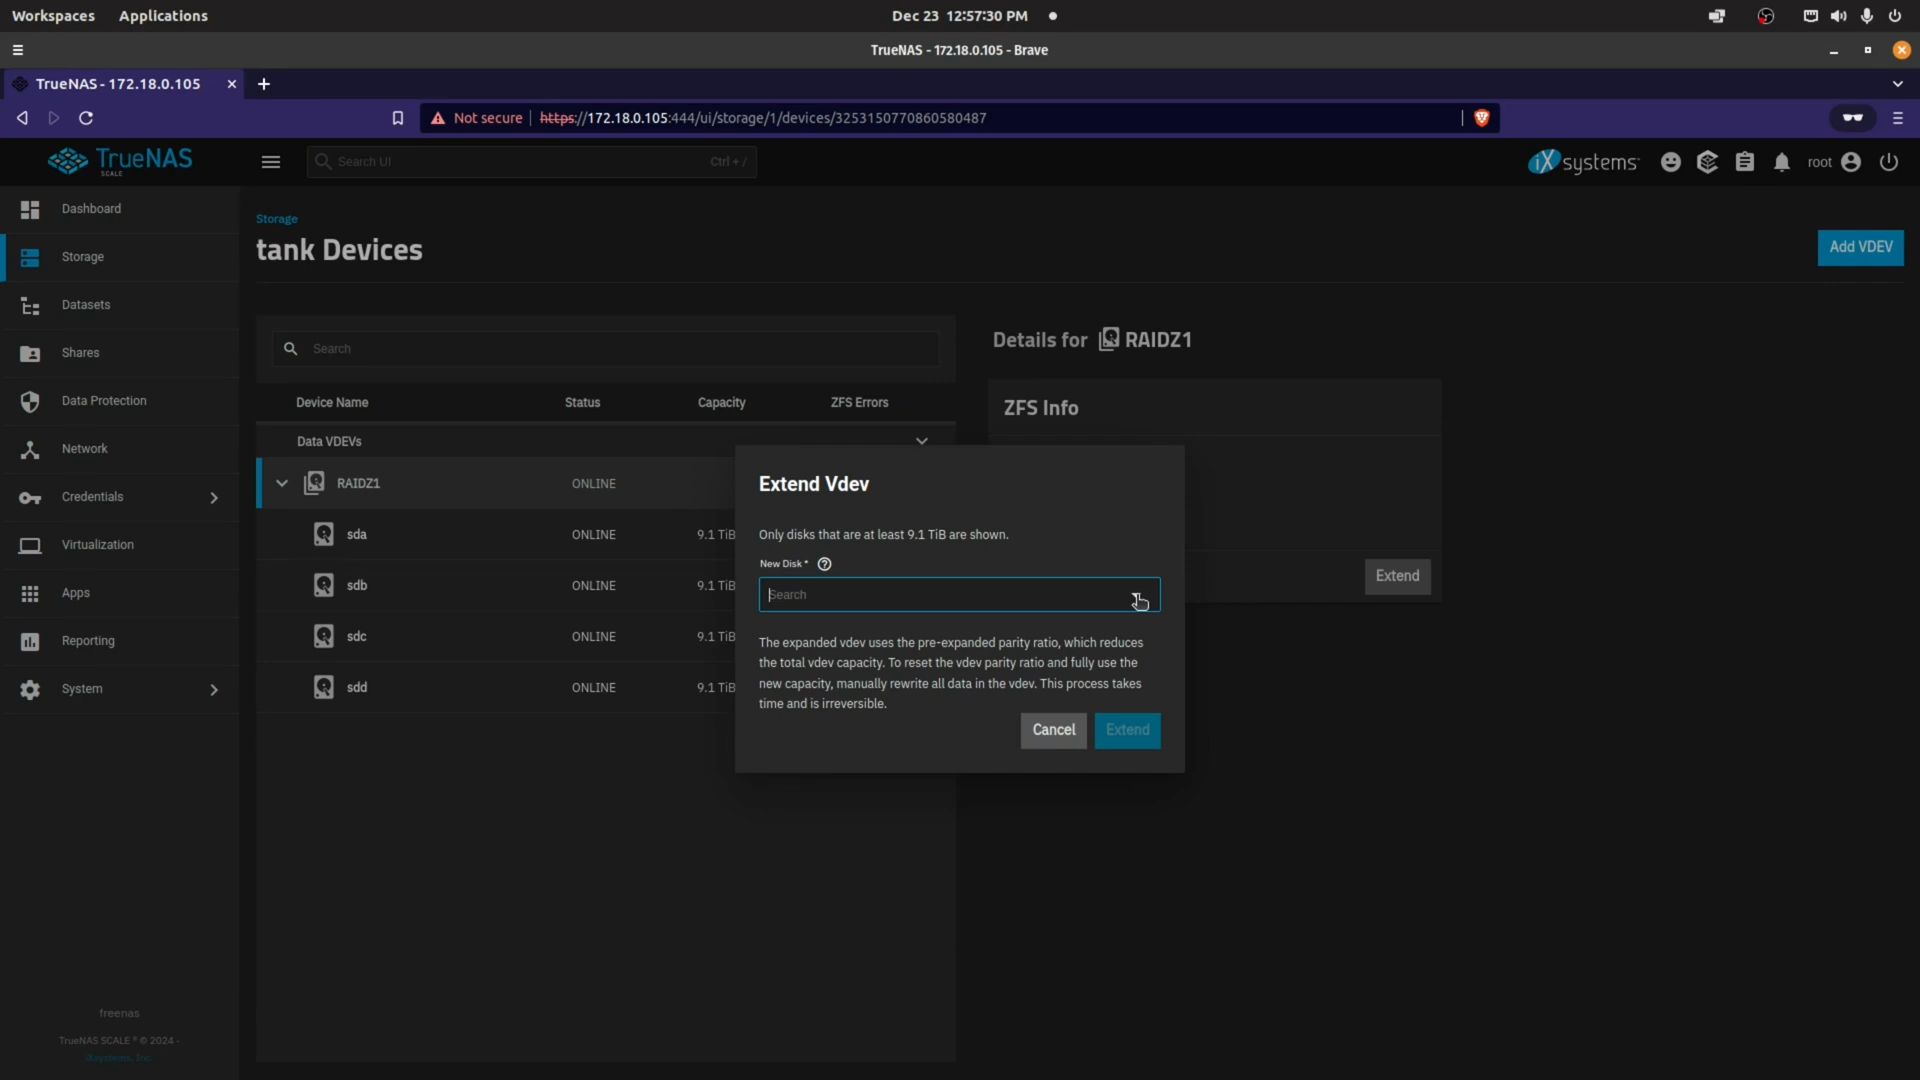 Workspaces Applications Dec 23 12:57:30 PM
TrueNAS - 172.18.0.105 - Brave
TrueNAS - 172.18.0.105
Not secure https://172.18.0.105:444/ui/storage/1/devices/3253150770860580487
TrueNAS SCALE
Search UI Ctrl + /
iXsystems
root
Dashboard
Storage
Datasets
Shares
Data Protection
Network
Credentials
Virtualization
Apps
Reporting
System
freenas
TrueNAS SCALE ® © 2024 -
iXsystems, Inc.
Storage
tank Devices
Add VDEV
Search
Device Name Status Capacity ZFS Errors
Data VDEVs
RAIDZ1 ONLINE
sda ONLINE 9.1 TiB
sdb ONLINE 9.1 TiB
sdc ONLINE 9.1 TiB
sdd ONLINE 9.1 TiB
Details for RAIDZ1
ZFS Info
Extend
Extend Vdev
Only disks that are at least 9.1 TiB are shown.
New Disk *
Search
The expanded vdev uses the pre-expanded parity ratio, which reduces
the total vdev capacity. To reset the vdev parity ratio and fully use the
new capacity, manually rewrite all data in the vdev. This process takes
time and is irreversible.
Cancel Extend